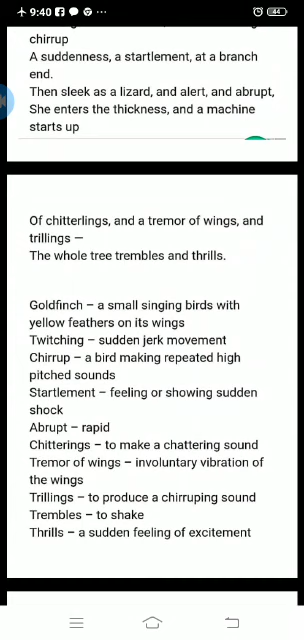 9:40
44
chirrup
A suddenness, a startlement, at a branch
end.
Then sleek as a lizard, and alert, and abrupt,
She enters the thickness, and a machine
starts up
Of chitterlings, and a tremor of wings, and
trillings –
The whole tree trembles and thrills.
Goldfinch – a small singing birds with
yellow feathers on its wings
Twitching – sudden jerk movement
Chirrup – a bird making repeated high
pitched sounds
Startlement – feeling or showing sudden
shock
Abrupt – rapid
Chitterings – to make a chattering sound
Tremor of wings – involuntary vibration of
the wings
Trillings – to produce a chirruping sound
Trembles – to shake
Thrills – a sudden feeling of excitement